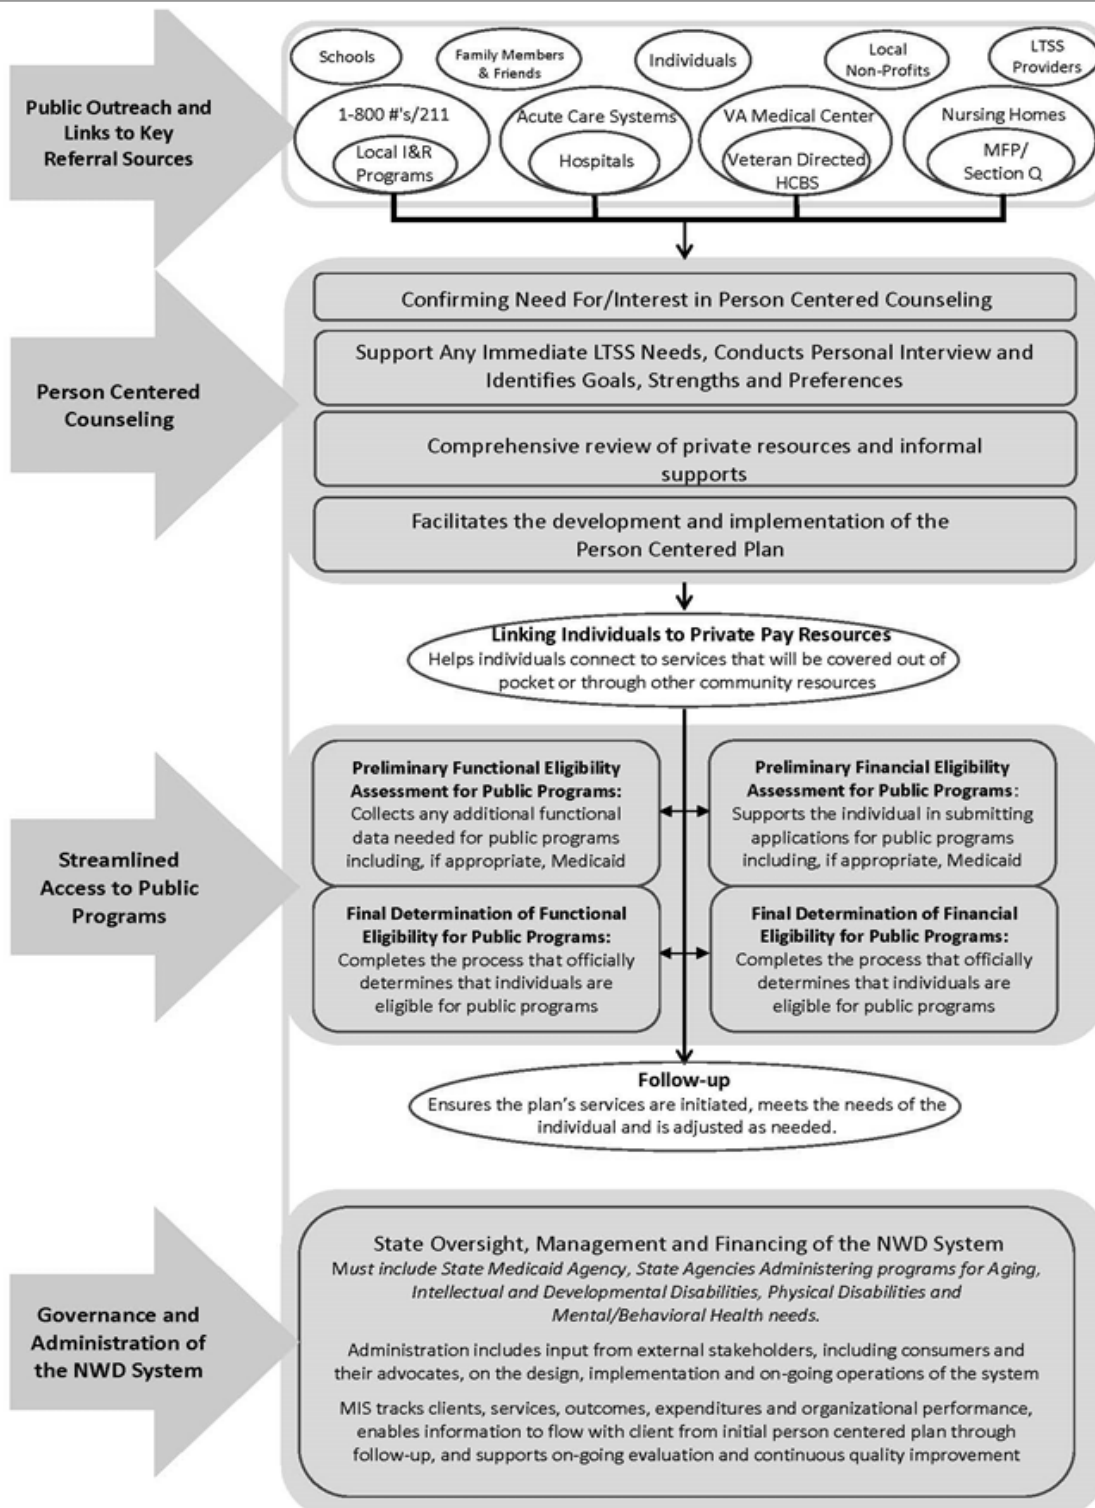 Public Outreach and
Links to Key
Referral Sources
Schools
Family Members
& Friends
Individuals
Local
Non-Profits
LTSS
Providers
1-800 #'s/211
Local I&R
Programs
Acute Care Systems
Hospitals
VA Medical Center
Veteran Directed
HCBS
Nursing Homes
MFP/
Section Q
Person Centered
Counseling
Confirming Need For/Interest in Person Centered Counseling
Support Any Immediate LTSS Needs, Conducts Personal Interview and
Identifies Goals, Strengths and Preferences
Comprehensive review of private resources and informal
supports
Facilitates the development and implementation of the
Person Centered Plan
Linking Individuals to Private Pay Resources
Helps individuals connect to services that will be covered out of
pocket or through other community resources
Streamlined
Access to Public
Programs
Preliminary Functional Eligibility
Assessment for Public Programs:
Collects any additional functional
data needed for public programs
including, if appropriate, Medicaid
Preliminary Financial Eligibility
Assessment for Public Programs:
Supports the individual in submitting
applications for public programs
including, if appropriate, Medicaid
Final Determination of Functional
Eligibility for Public Programs:
Completes the process that officially
determines that individuals are
eligible for public programs
Final Determination of Financial
Eligibility for Public Programs:
Completes the process that officially
determines that individuals are
eligible for public programs
Follow-up
Ensures the plan's services are initiated, meets the needs of the
individual and is adjusted as needed.
Governance and
Administration of
the NWD System
State Oversight, Management and Financing of the NWD System
Must include State Medicaid Agency, State Agencies Administering programs for Aging,
Intellectual and Developmental Disabilities, Physical Disabilities and
Mental/Behavioral Health needs.
Administration includes input from external stakeholders, including consumers and
their advocates, on the design, implementation and on-going operations of the system
MIS tracks clients, services, outcomes, expenditures and organizational performance,
enables information to flow with client from initial person centered plan through
follow-up, and supports on-going evaluation and continuous quality improvement